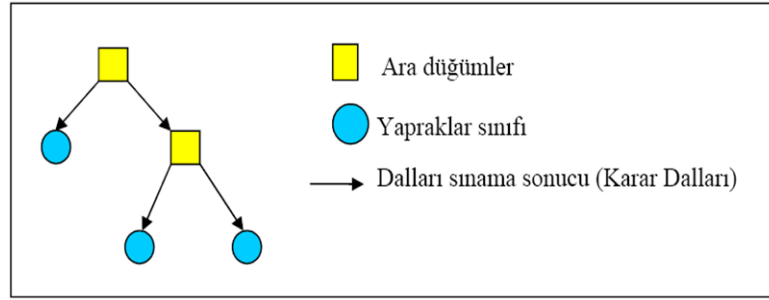 Ara düğümler
Yapraklar sınıfı
Dalları sınama sonucu (Karar Dalları)